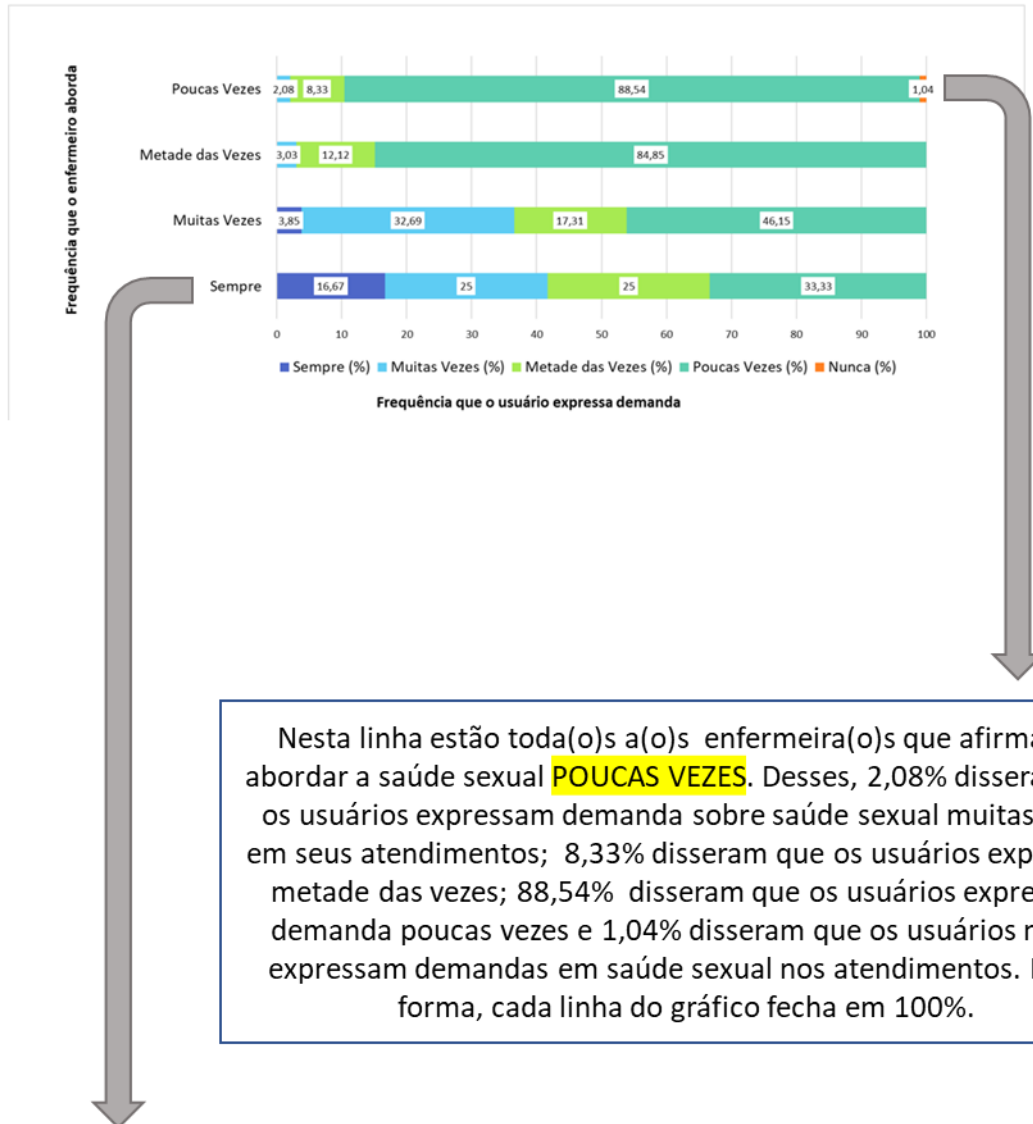 Frequência que o enfermeiro aborda
Poucas Vezes 2,08 8,33 88,54 1,04
Metade das Vezes 3,03 12,12 84,85
Muitas Vezes 3,85 32,69 17,31 46,15
Sempre 16,67 25 25 33,33
0 10 20 30 40 50 60 70 80 90 100
Sempre (%) Muitas Vezes (%) Metade das Vezes (%) Poucas Vezes (%) Nunca (%)
Frequência que o usuário expressa demanda
Nesta linha estão toda(o)s a(o)s enfermeira(o)s que
abordar a saúde sexual POUCAS VEZES. Desses, 2,08%
os usuários expressam demanda sobre saúde sexual muitas
em seus atendimentos; 8,33% disseram que os usuários
metade das vezes; 88,54% disseram que os usuários
demanda poucas vezes e 1,04% disseram que os usuários
expressam demandas em saúde sexual nos atendimentos.
forma, cada linha do gráfico fecha em 100%.